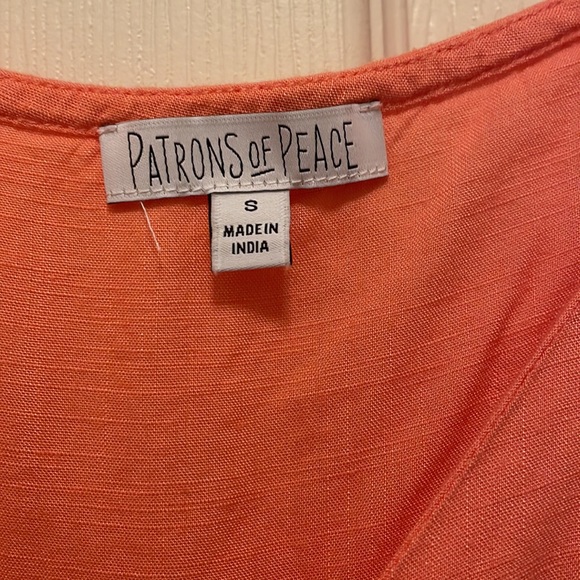 PATRONS OF PEACE
S
MADE IN
INDIA